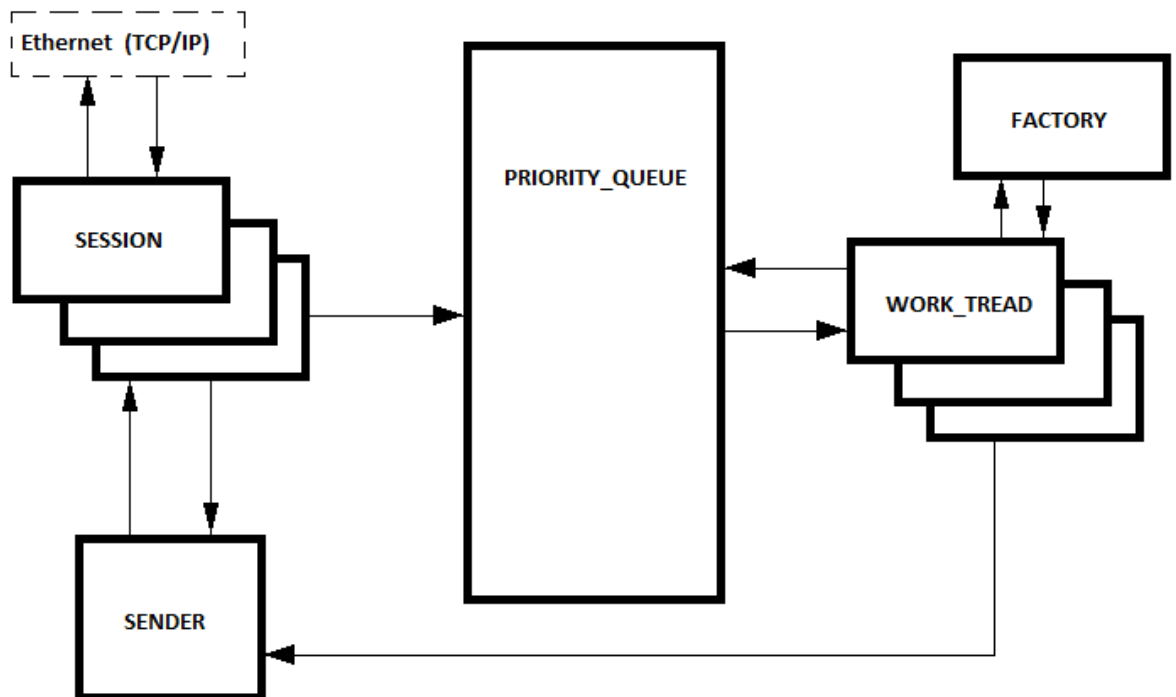 Ethernet (TCP/IP)
FACTORY
PRIORITY_QUEUE
SESSION
WORK_TREAD
SENDER